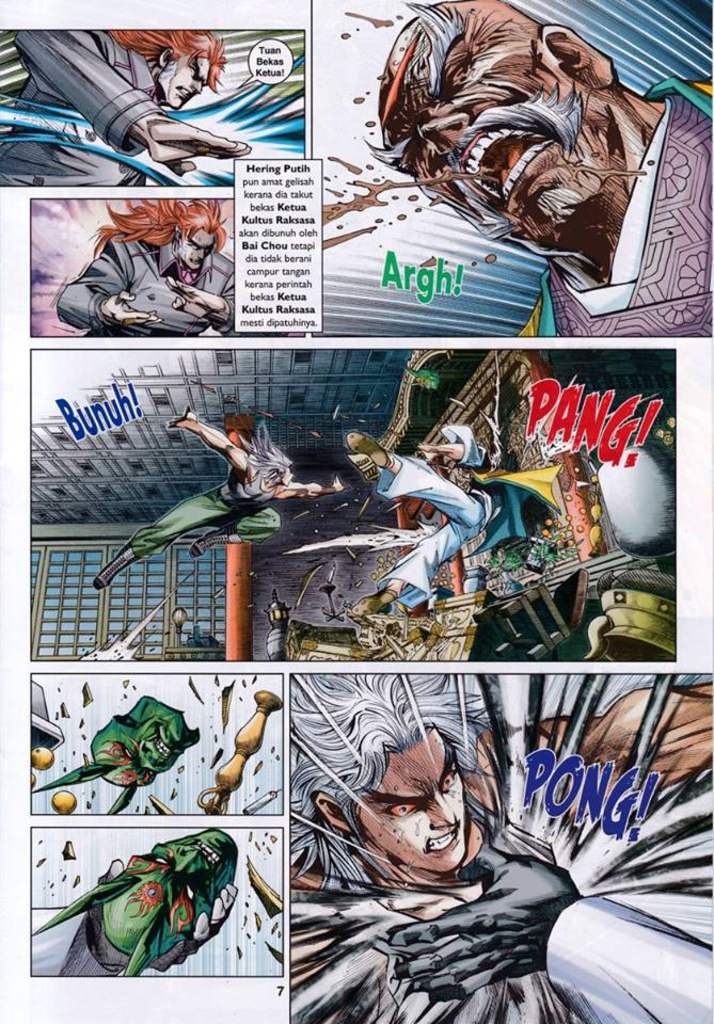 Tuan
Bekas
Ketua!
Hering Putih
pun amat gelisah
kerana dia takut
bekas Ketua
Kultus Raksasa
akan dibunuh oleh
Bai Chou tetapi
dia tidak berani
campur tangan
kerana perintah
bekas Ketua
Kultus Raksasa
mesti dipatuhinya.
Argh!
Bunuh!
PANG!
PONG!
7